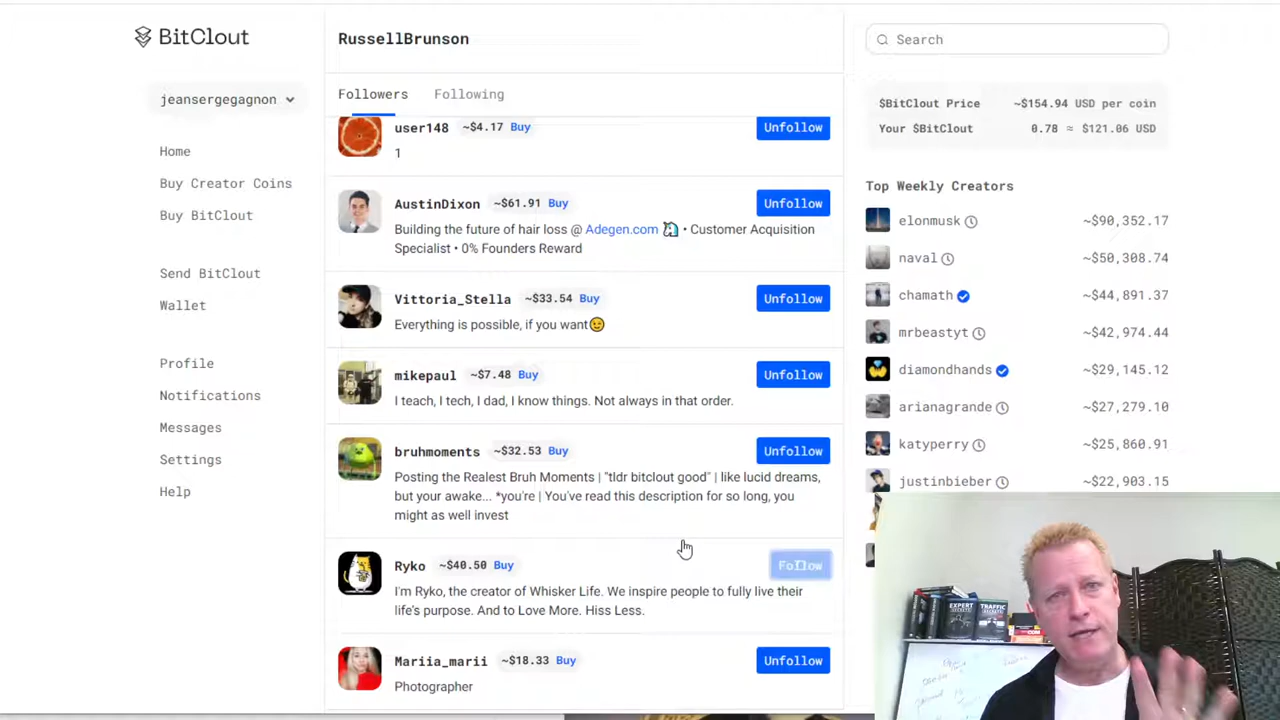 BitClout
jeansergegagnon
Home
Buy Creator Coins
Buy BitClout
Send BitClout
Wallet
Profile
Notifications
Messages
Settings
Help
RussellBrunson
Followers Following
user148 ~$4.17 Buy Unfollow
1
AustinDixon ~$61.91 Buy Unfollow
Building the future of hair loss @ Adegen.com • Customer Acquisition
Specialist • 0% Founders Reward
Vittoria_Stella ~$33.54 Buy Unfollow
Everything is possible, if you want😉
mikepaul ~$7.48 Buy Unfollow
I teach, I tech, I dad, I know things. Not always in that order.
bruhmoments ~$32.53 Buy Unfollow
Posting the Realest Bruh Moments | "tldr bitclout good" | like lucid dreams,
but your awake... *you're | You've read this description for so long, you
might as well invest
Ryko ~$40.50 Buy Follow
I'm Ryko, the creator of Whisker Life. We inspire people to fully live their
life's purpose. And to Love More. Hiss Less.
Mariia_marii ~$18.33 Buy Unfollow
Photographer
Search
$BitClout Price ~$154.94 USD per coin
Your $BitClout 0.78 ≈ $121.06 USD
Top Weekly Creators
elonmusk ~$90,352.17
naval ~$50,308.74
chamath ~$44,891.37
mrbeastyt ~$42,974.44
diamondhands ~$29,145.12
arianagrande ~$27,279.10
katyperry ~$25,860.91
justinbieber ~$22,903.15
EXPERT
SECRETS
TRAFFIC
SECRETS